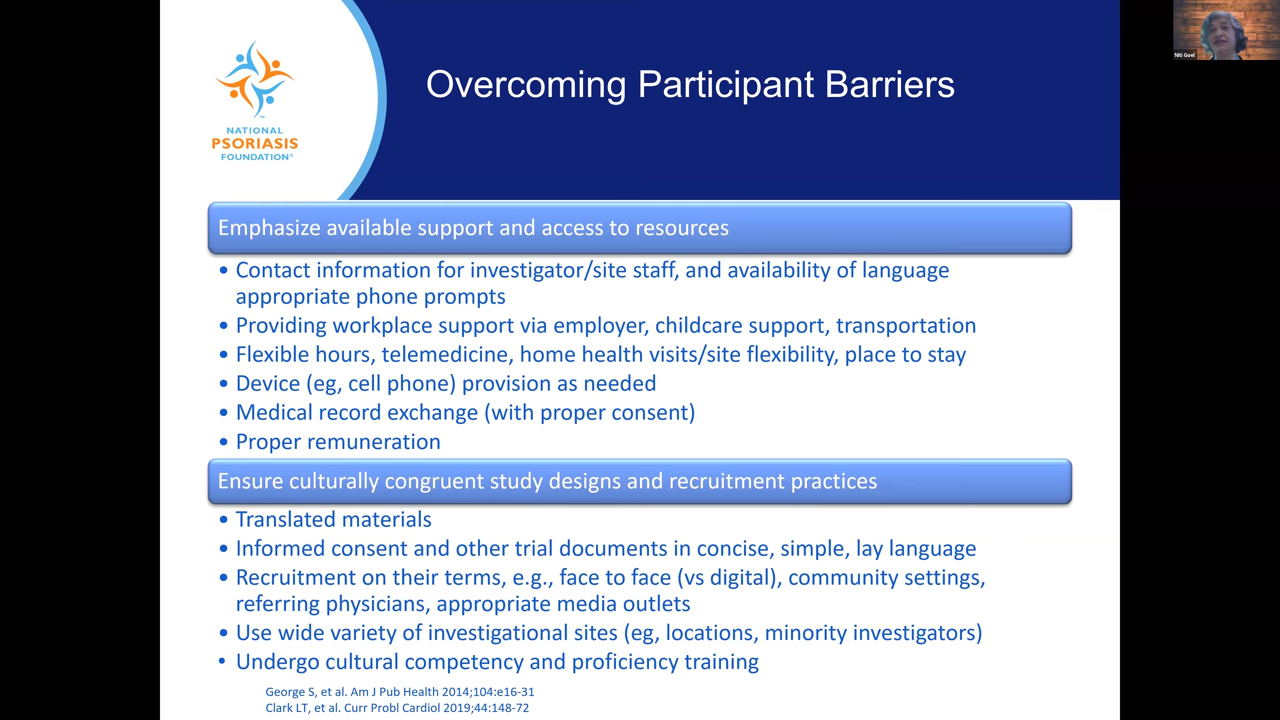 Overcoming Participant Barriers
NATIONAL
PSORIASIS
FOUNDATION®
Niti Goel
Emphasize available support and access to resources
• Contact information for investigator/site staff, and availability of language
appropriate phone prompts
• Providing workplace support via employer, childcare support, transportation
• Flexible hours, telemedicine, home health visits/site flexibility, place to stay
• Device (eg, cell phone) provision as needed
• Medical record exchange (with proper consent)
• Proper remuneration
Ensure culturally congruent study designs and recruitment practices
• Translated materials
• Informed consent and other trial documents in concise, simple, lay language
• Recruitment on their terms, e.g., face to face (vs digital), community settings,
referring physicians, appropriate media outlets
• Use wide variety of investigational sites (eg, locations, minority investigators)
• Undergo cultural competency and proficiency training
George S, et al. Am J Pub Health 2014;104:e16-31
Clark LT, et al. Curr Probl Cardiol 2019;44:148-72